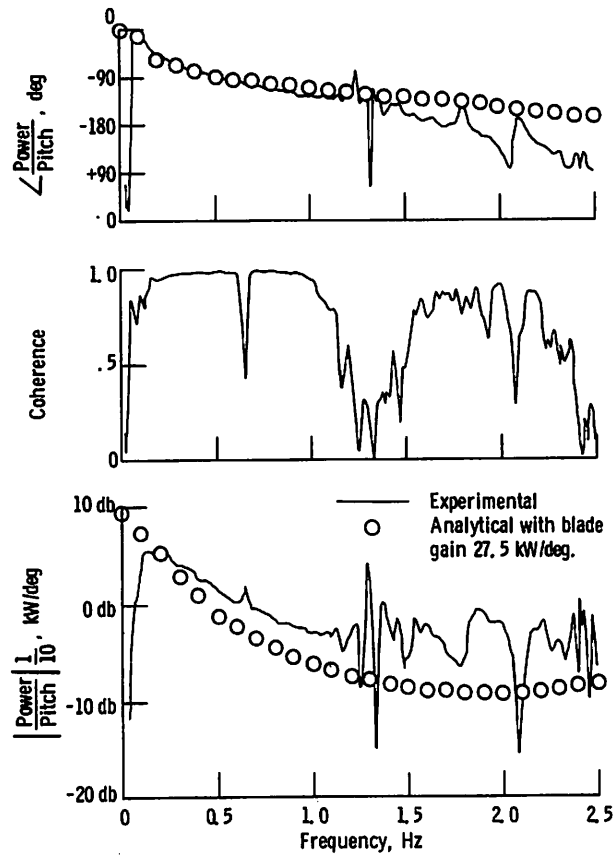 0
-90
-180
+90
0
∠ Power/Pitch, deg
1.0
.5
0
Coherence
10 db
0 db
-10 db
-20 db
|Power/Pitch| 1/10, kW/deg
Experimental
Analytical with blade
gain 27.5 kW/deg.
0 .5 1.0 1.5 2.0 2.5
Frequency, Hz